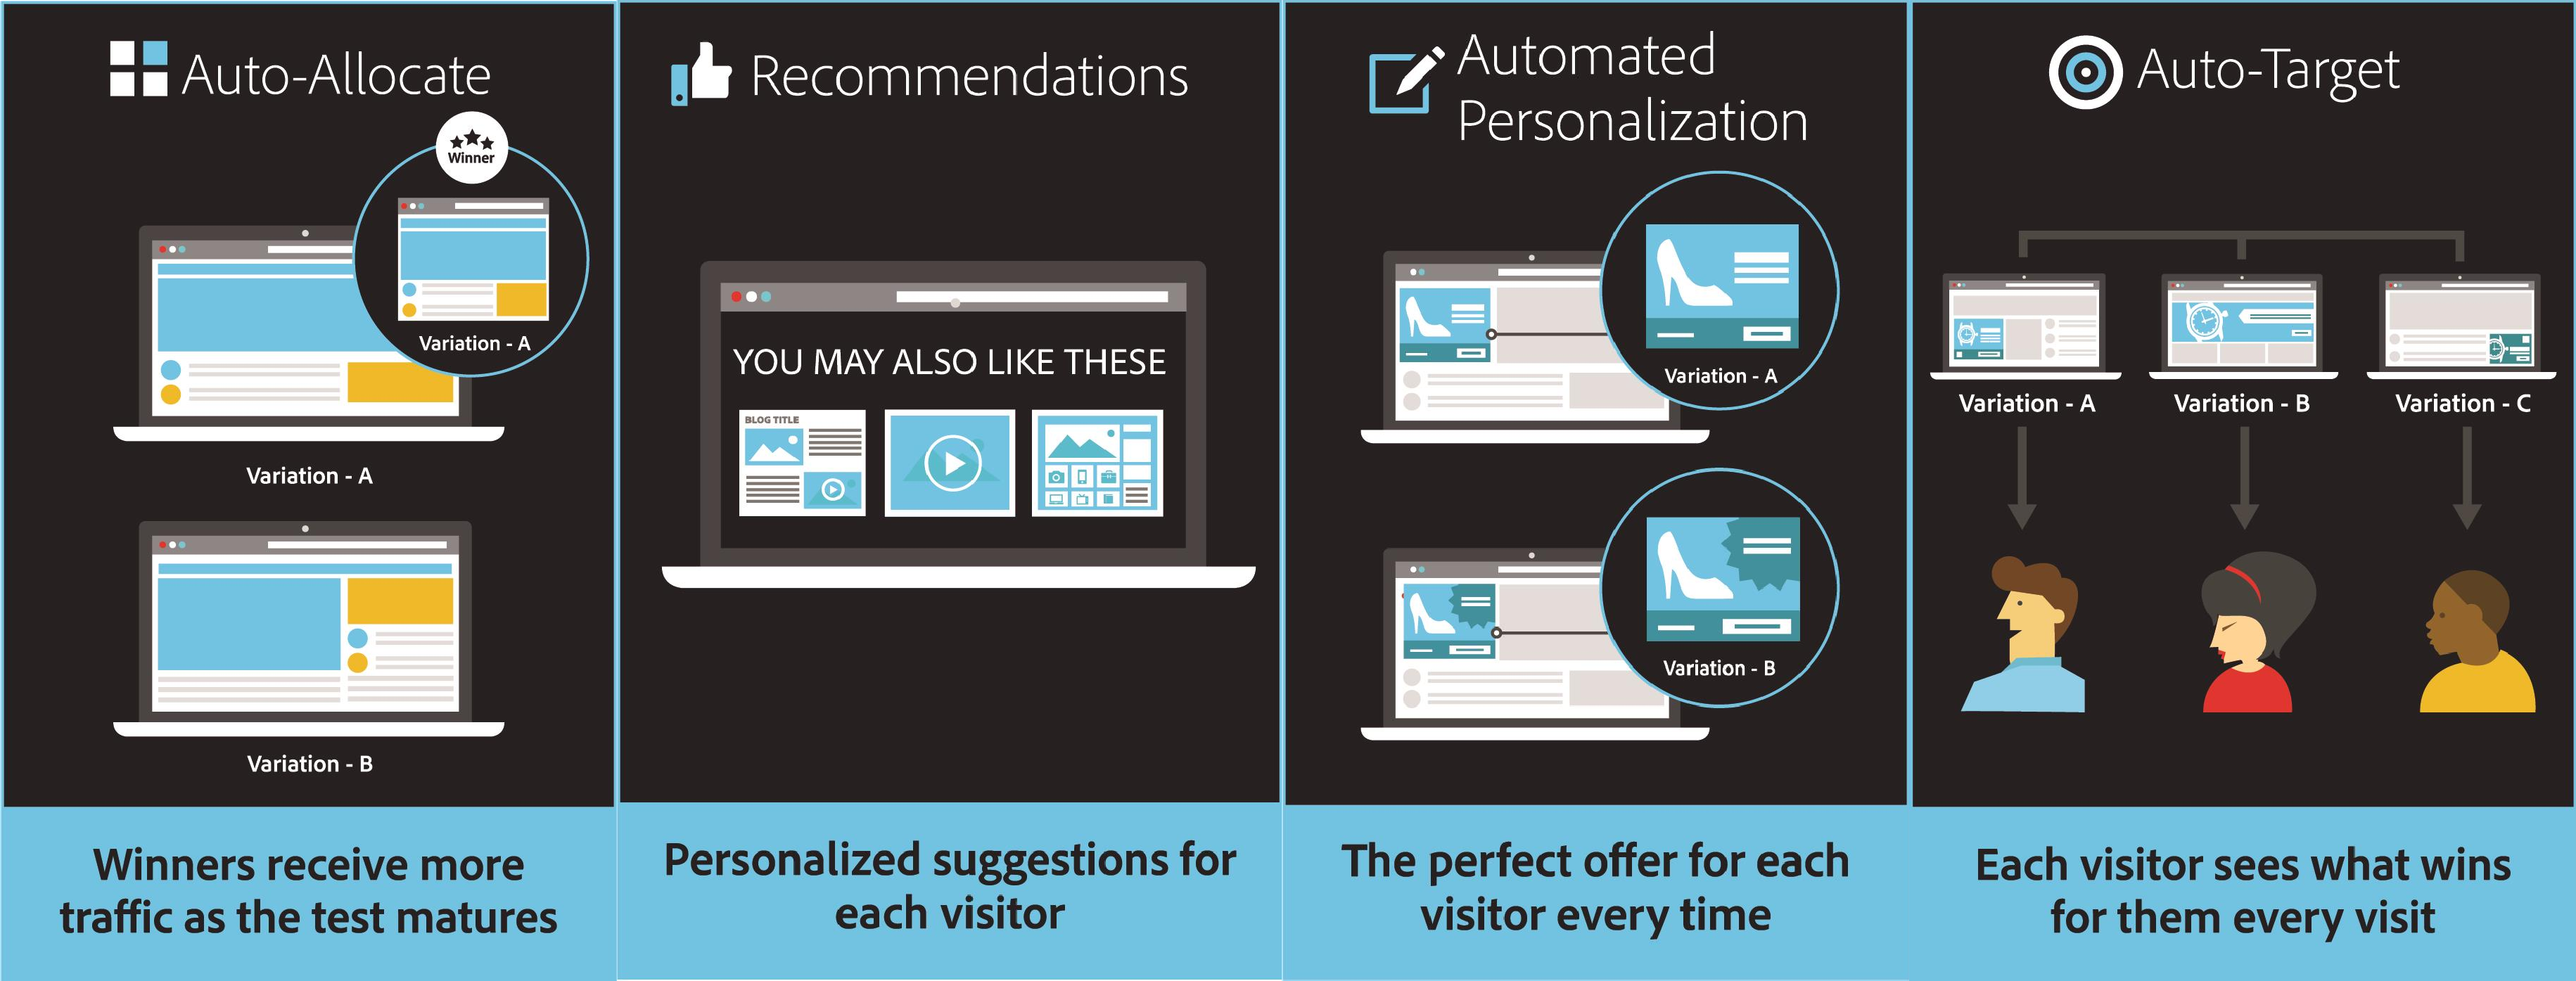 Auto-Allocate
Winner
Variation - A
Variation - A
Variation - B
Winners receive more
traffic as the test matures
Recommendations
YOU MAY ALSO LIKE THESE
BLOG TITLE
Personalized suggestions for
each visitor
Automated
Personalization
Variation - A
Variation - B
The perfect offer for each
visitor every time
Auto-Target
Variation - A
Variation - B
Variation - C
Each visitor sees what wins
for them every visit